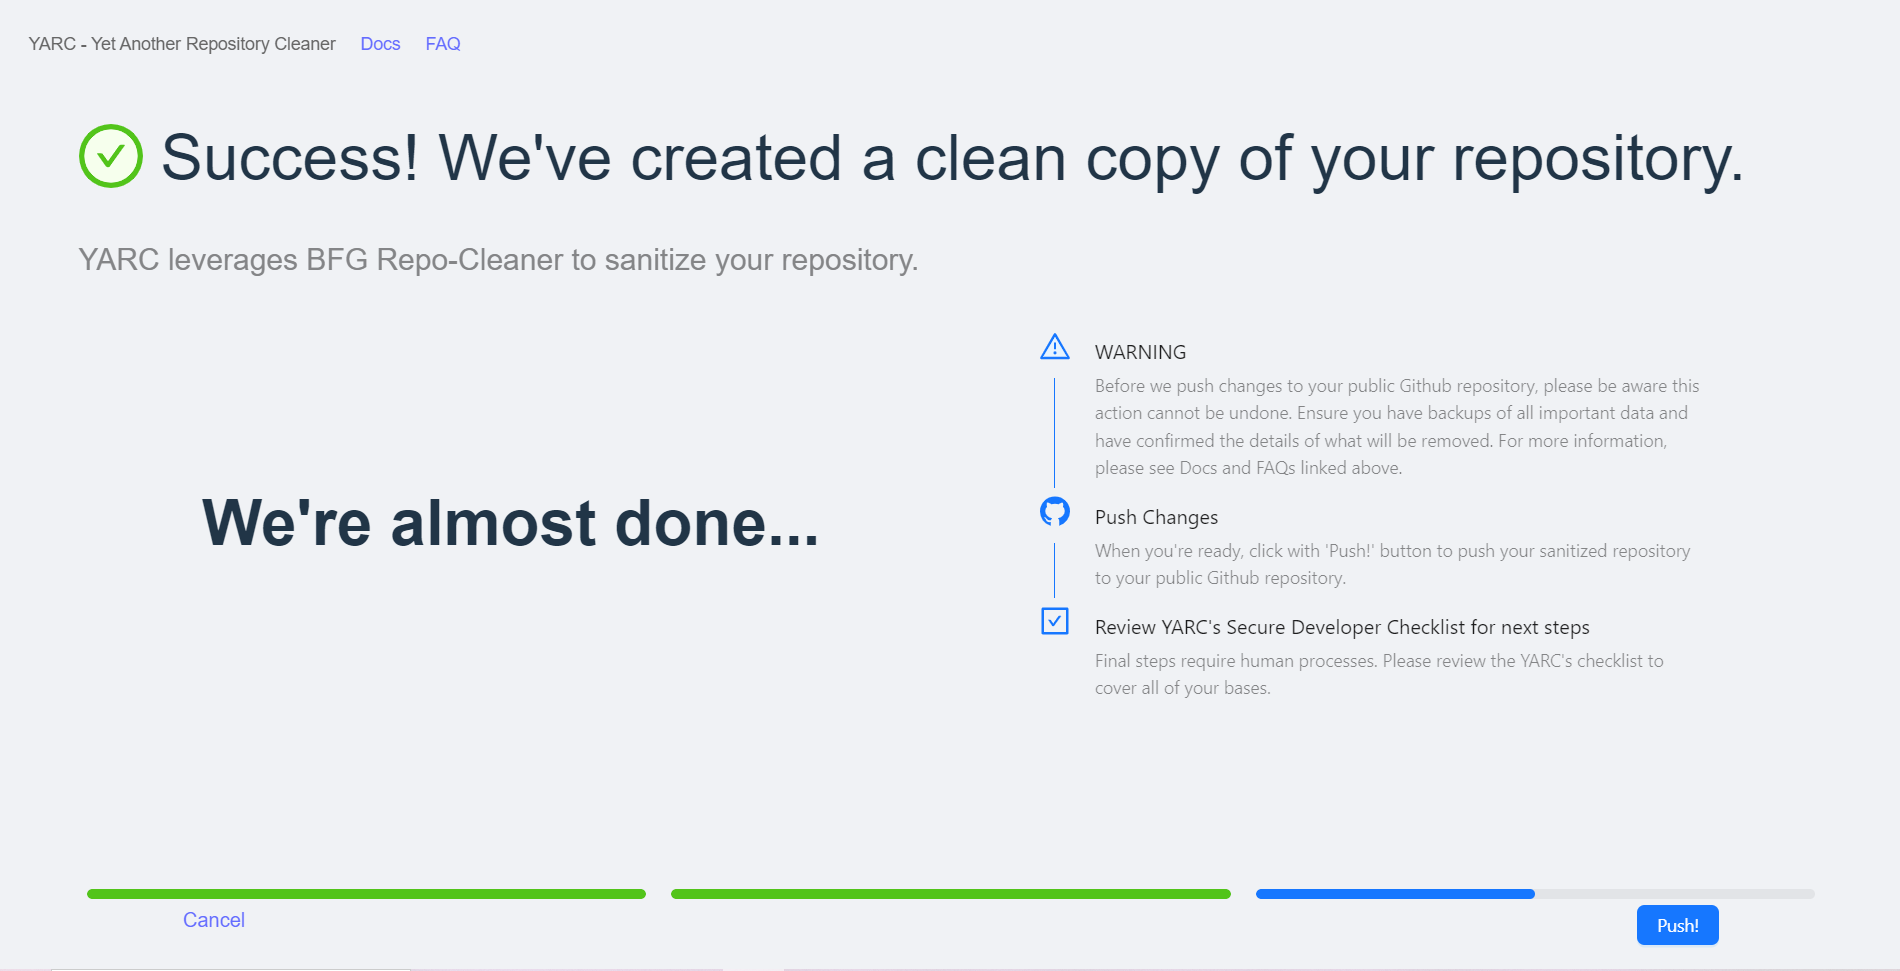 YARC - Yet Another Repository Cleaner Docs FAQ
Success! We've created a clean copy of your repository.
YARC leverages BFG Repo-Cleaner to sanitize your repository.
We're almost done...
WARNING
Before we push changes to your public Github repository, please be aware this
action cannot be undone. Ensure you have backups of all important data and
have confirmed the details of what will be removed. For more information,
please see Docs and FAQs linked above.
Push Changes
When you're ready, click with 'Push!' button to push your sanitized repository
to your public Github repository.
Review YARC's Secure Developer Checklist for next steps
Final steps require human processes. Please review the YARC's checklist to
cover all of your bases.
Cancel
Push!